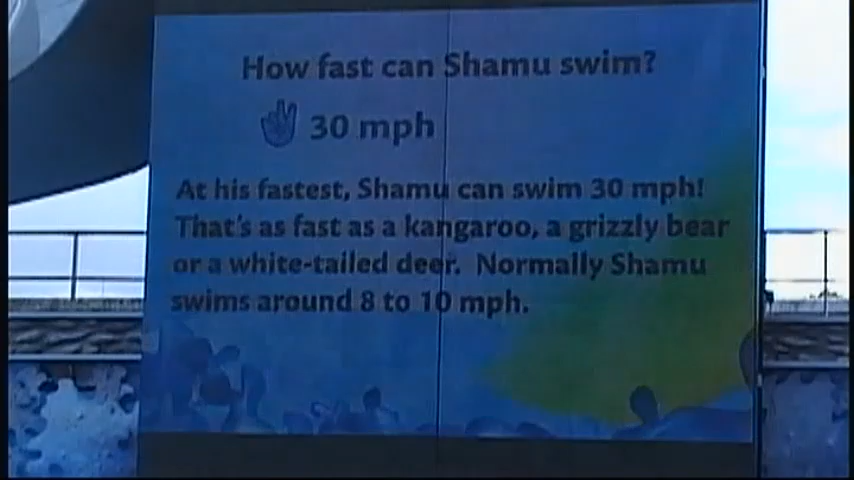 How fast can Shamu swim?
30 mph
At his fastest, Shamu can swim 30 mph!
That's as fast as a kangaroo, a grizzly bear
or a white-tailed deer. Normally Shamu
swims around 8 to 10 mph.